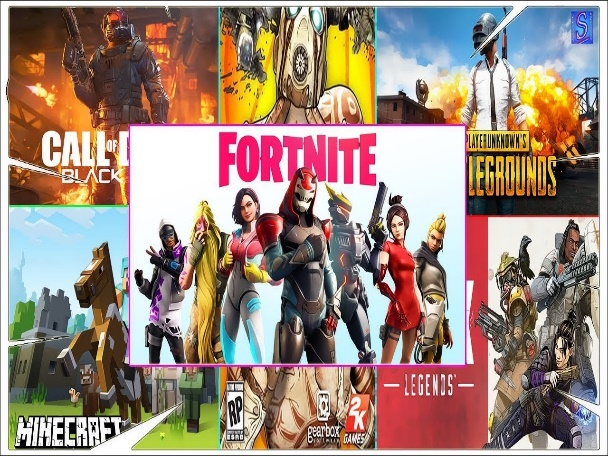 S
CALL OF D
BLACK
FORTNITE
PLAYERUNKNOWN'S
LEGROUNDS
MINECRAFT
RP
gearbox
2K
GAMES
LEGENDS